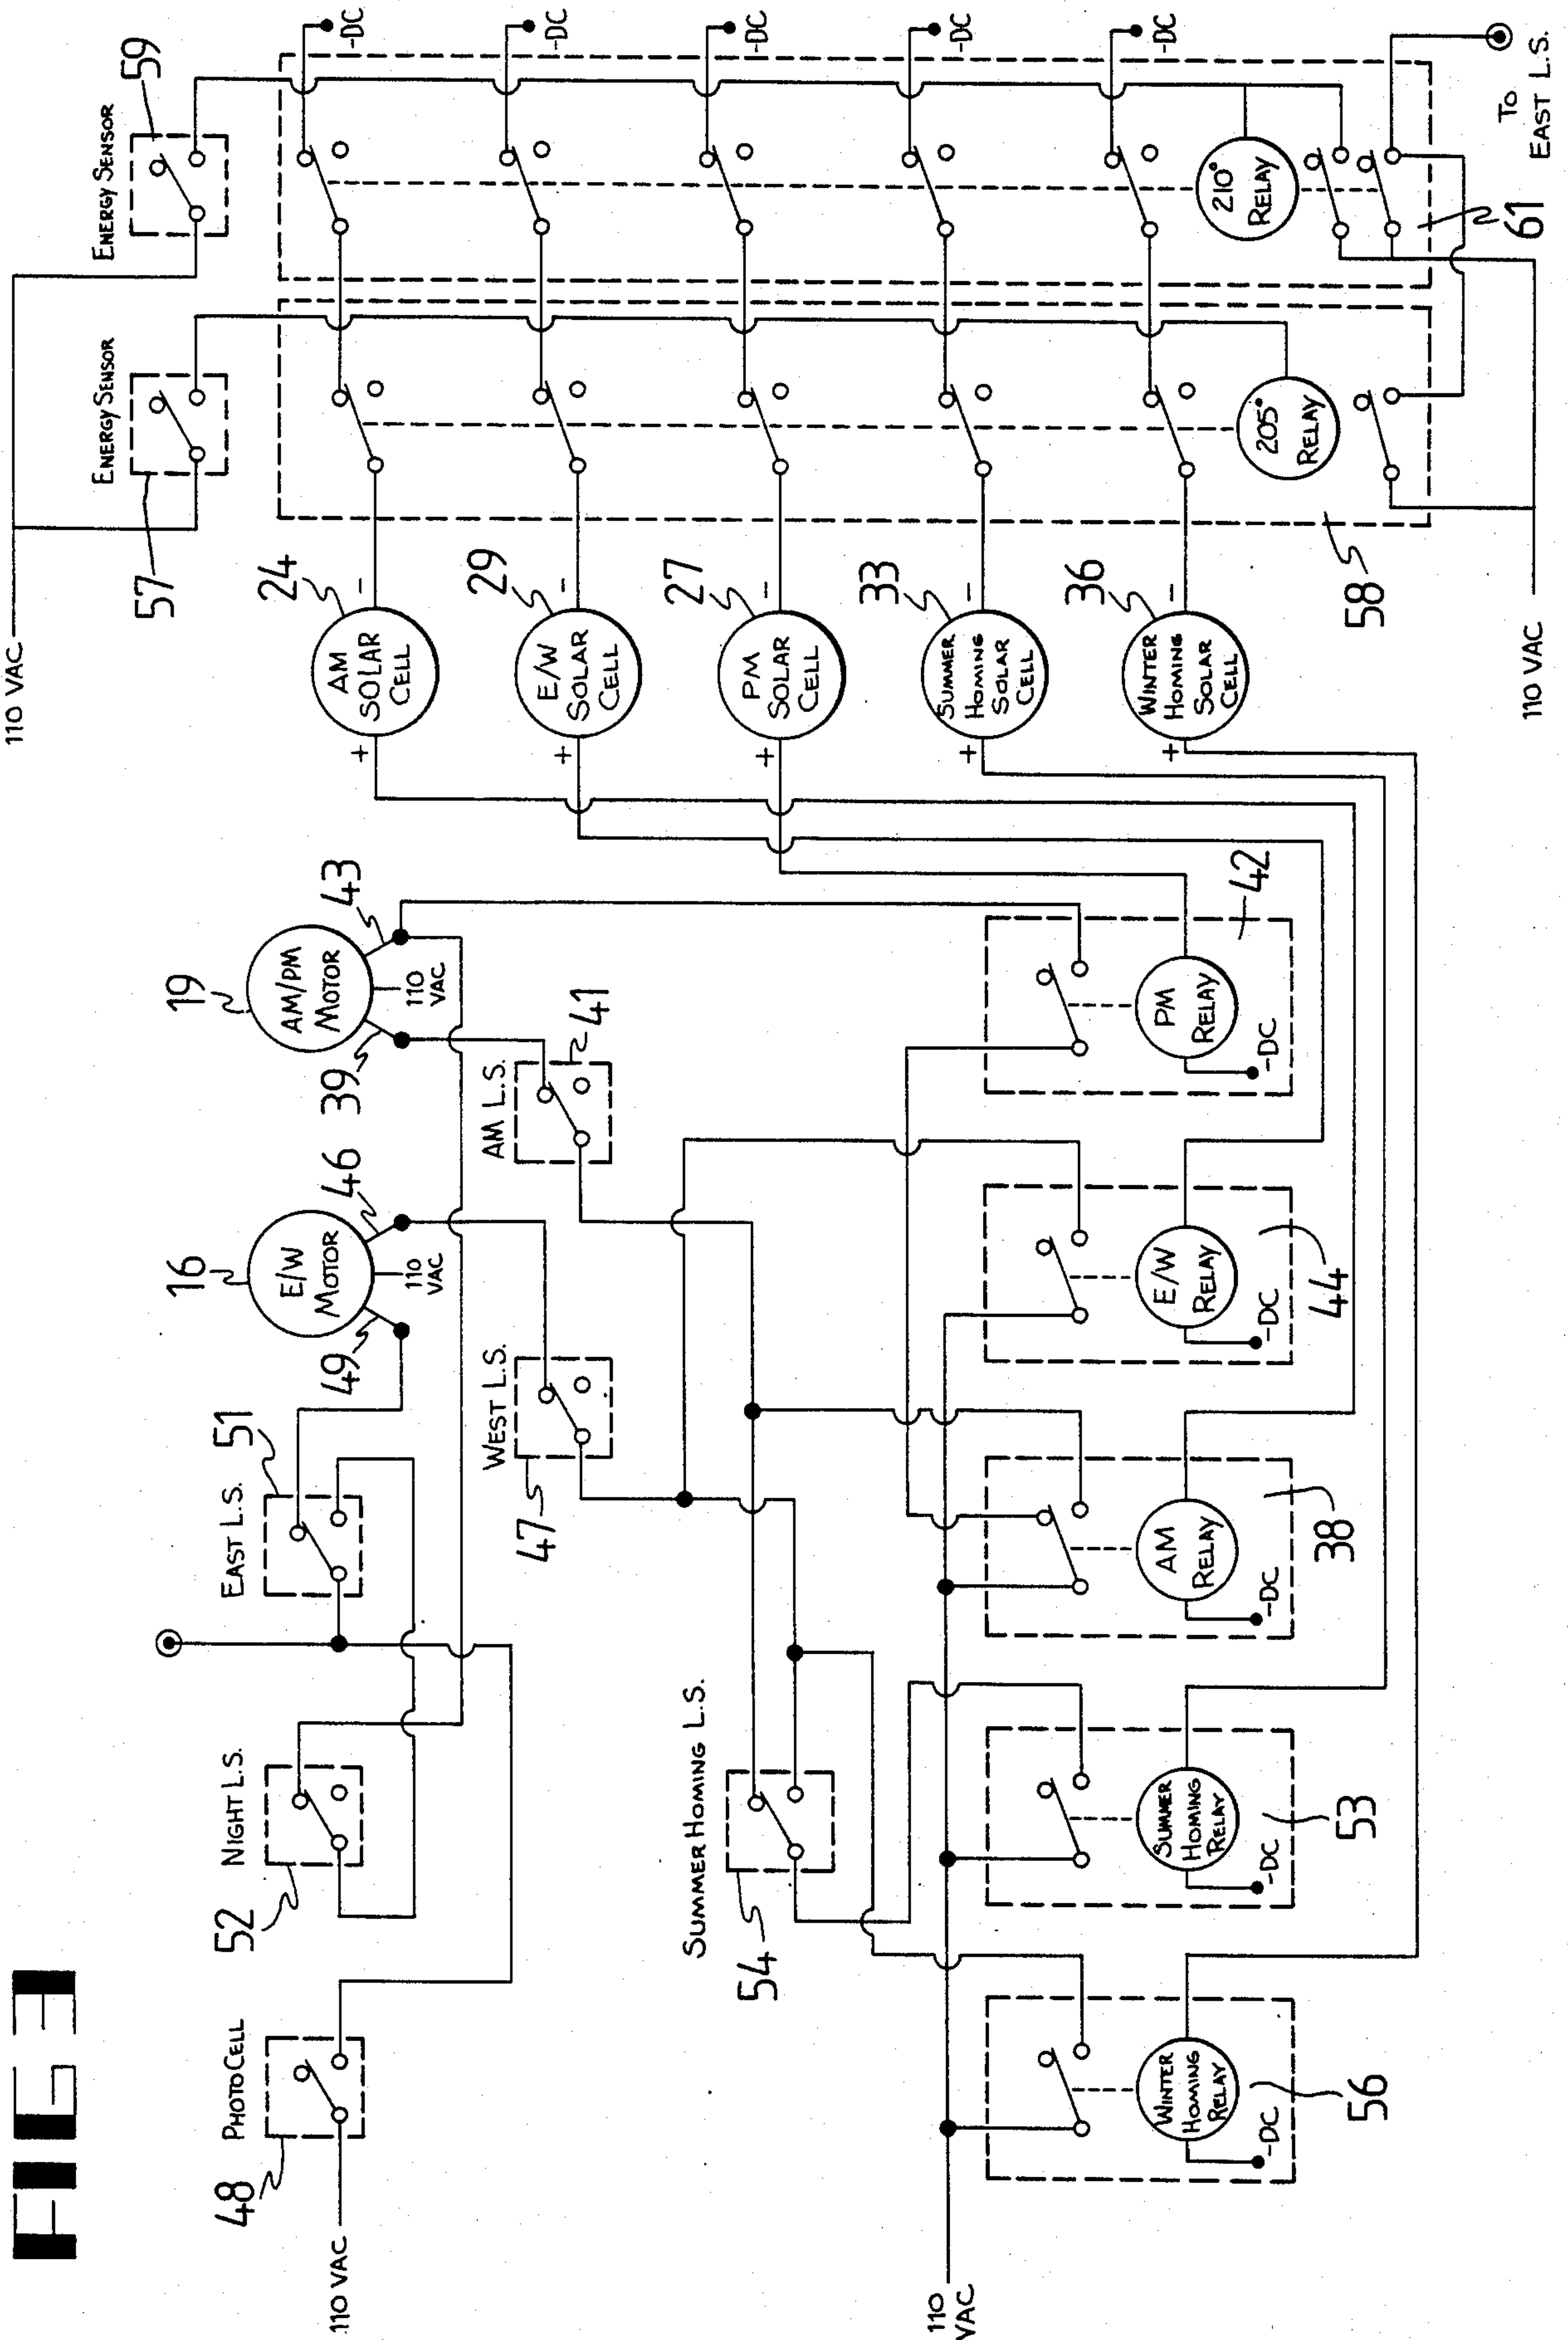 FIG 3
110 VAC
PHOTOCELL
48
NIGHT L.S.
52
EAST L.S.
51
E/W
MOTOR
16
49
46
110
VAC
AM/PM
MOTOR
19
39
43
110
VAC
WEST L.S.
47
AM L.S.
41
SUMMER HOMING L.S.
54
110
VAC
WINTER
HOMING
RELAY
-DC
56
SUMMER
HOMING
RELAY
-DC
53
AM
RELAY
-DC
38
E/W
RELAY
-DC
44
PM
RELAY
-DC
42
110 VAC
AM
SOLAR
CELL
+
-
24
E/W
SOLAR
CELL
+
-
29
PM
SOLAR
CELL
+
-
27
SUMMER
HOMING
SOLAR
CELL
+
-
33
WINTER
HOMING
SOLAR
CELL
+
-
36
110 VAC
ENERGY SENSOR
57
ENERGY SENSOR
59
205°
RELAY
58
210°
RELAY
61
-DC
-DC
-DC
-DC
-DC
TO
EAST L.S.